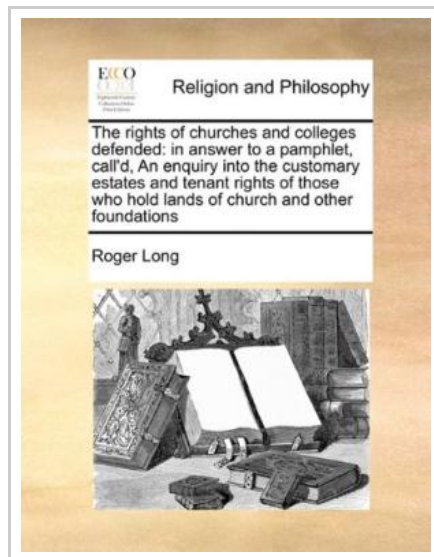 ECCO
Religion and Philosophy
The rights of churches and colleges
defended: in answer to a pamphlet,
call'd, An enquiry into the customary
estates and tenant rights of those
who hold lands of church and other
foundations
Roger Long